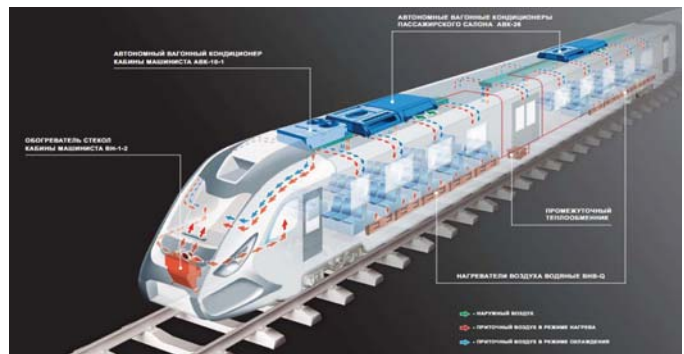 АВТОНОМНЫЕ ВАГОННЫЕ КОНДИЦИОНЕРЫ
ПАССАЖИРСКОГО САЛОНА АВК-26
АВТОНОМНЫЙ ВАГОННЫЙ КОНДИЦИОНЕР
КАБИНЫ МАШИНИСТА АВК-10-1
ОБОГРЕВАТЕЛЬ СТЕКОЛ
КАБИНЫ МАШИНИСТА ВН-1-2
ПРОМЕЖУТОЧНЫЙ
ТЕПЛООБМЕННИК
НАГРЕВАТЕЛИ ВОЗДУХА ВОДЯНЫЕ ВНВ-Q
- НАРУЖНЫЙ ВОЗДУХ
- ПРИТОЧНЫЙ ВОЗДУХ В РЕЖИМЕ НАГРЕВА
- ПРИТОЧНЫЙ ВОЗДУХ В РЕЖИМЕ ОХЛАЖДЕНИЯ